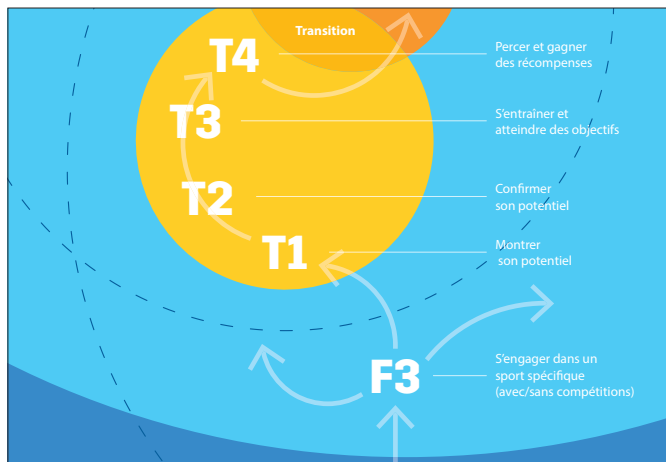 Transition
T4
Percer et gagner
des récompenses
T3
S'entraîner et
atteindre des objectifs
T2
Confirmer
son potentiel
T1
Montrer
son potentiel
F3
S'engager dans un
sport spécifique
(avec/sans compétitions)